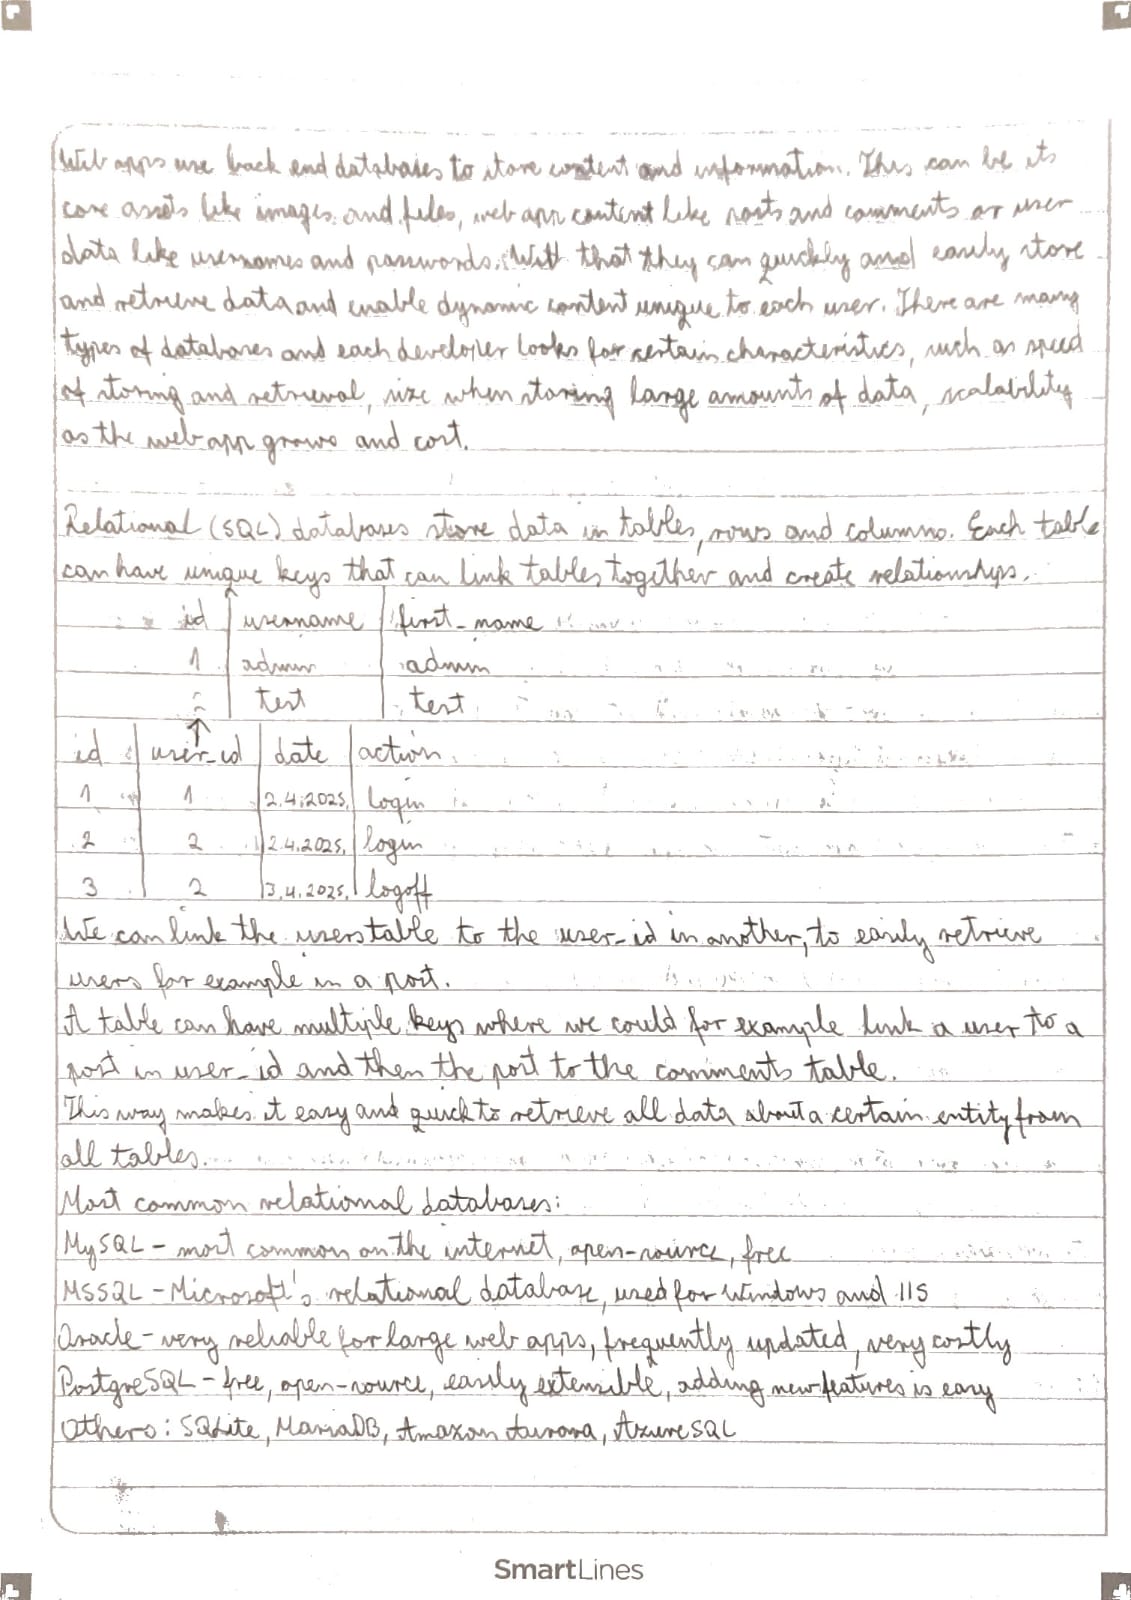 Web apps use back end databases to store content and information. This can be its
core assets like images and files, web app content like posts and comments or user
data like usernames and passwords. With that they can quickly and easily store
and retrieve data and enable dynamic content unique to each user. There are many
types of databases and each developer looks for certain characteristics, such as speed
of storing and retrieval, size when storing large amounts of data, scalability
as the web app grows and cost.
Relational (SQL) databases store data in tables, rows and columns. Each table
can have unique keys that can link tables together and create relationships.
id | username | first_name
1 | admin | admin
| test | test
↑
id | user_id | date | action
1 | 1 | 2.4.2025. | login
2 | 2 | 2.4.2025. | login
3 | 2 | 3.4.2025. | logoff
We can link the users table to the user_id in another, to easily retrieve
users for example in a post.
A table can have multiple keys where we could for example link a user to a
post in user_id and then the post to the comments table.
This way makes it easy and quick to retrieve all data about a certain entity from
all tables.
Most common relational databases:
MySQL - most common on the internet, open-source, free
MSSQL - Microsoft's relational database, used for Windows and IIS
Oracle - very reliable for large web apps, frequently updated, very costly
PostgreSQL - free, open-source, easily extensible, adding new features is easy
Others: SQLite, MariaDB, Amazon Aurora, Azure SQL
SmartLines